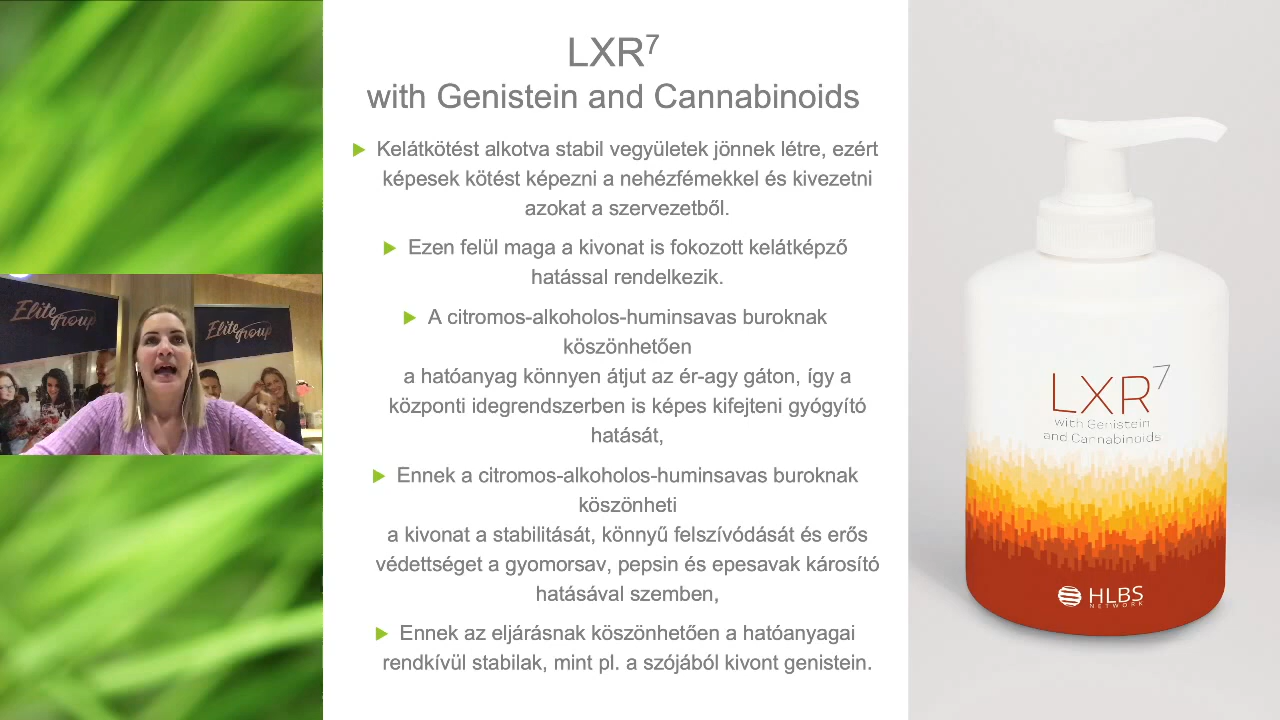 LXR7
with Genistein and Cannabinoids
Kelátkötést alkotva stabil vegyületek jönnek létre, ezért
képesek kötést képezni a nehézfémekkel és kivezetni
azokat a szervezetből.
Ezen felül maga a kivonat is fokozott kelátképző
hatással rendelkezik.
A citromos-alkoholos-huminsavas buroknak
köszönhetően
a hatóanyag könnyen átjut az ér-agy gáton, így a
központi idegrendszerben is képes kifejteni gyógyító
hatását,
Ennek a citromos-alkoholos-huminsavas buroknak
köszönheti
a kivonat a stabilitását, könnyű felszívódását és erős
védettséget a gyomorsav, pepsin és epesavak károsító
hatásával szemben,
Ennek az eljárásnak köszönhetően a hatóanyagai
rendkívül stabilak, mint pl. a szójából kivont genistein.
Elite group
Elite group
LXR7
with Genistein
and Cannabinoids
HLBS
NETWORK